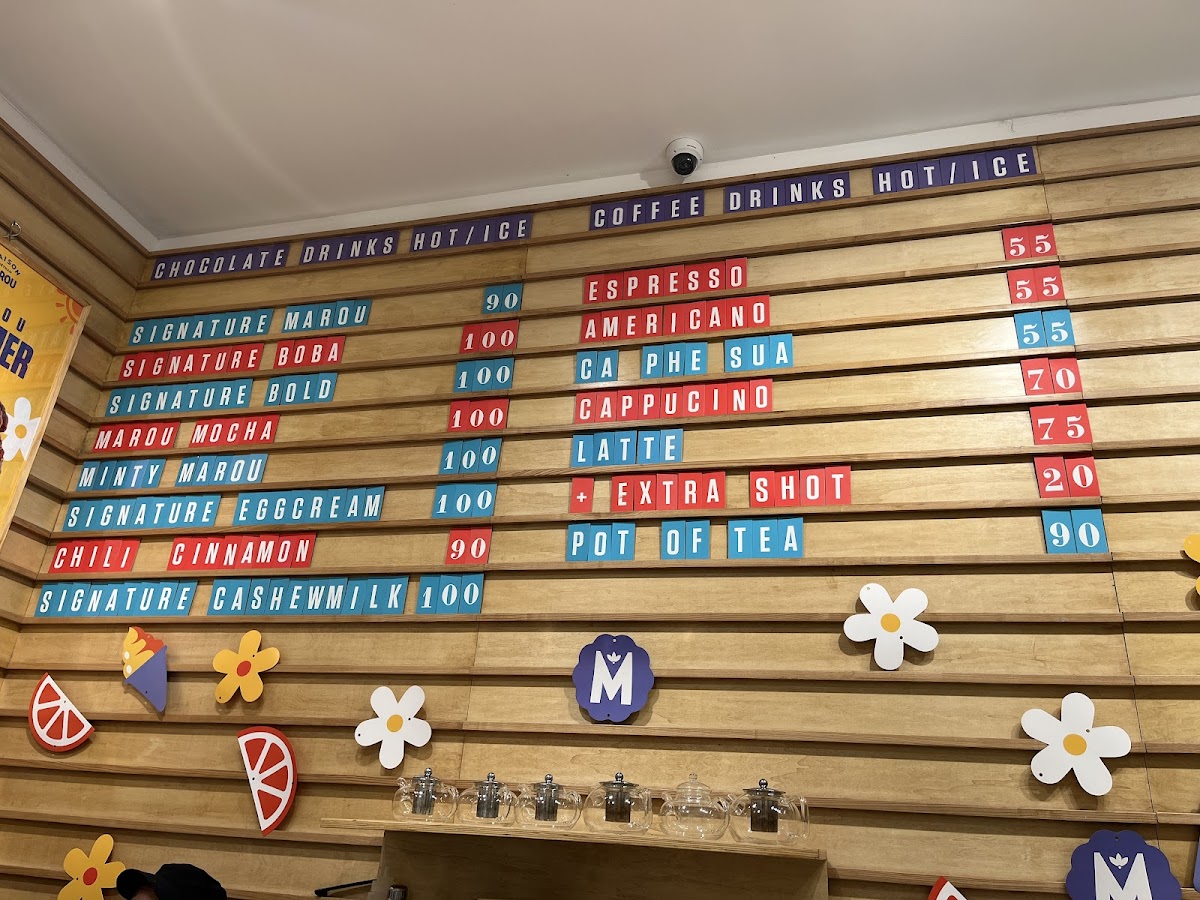 CHOCOLATE DRINKS HOT/ICE
SIGNATURE MAROU 90
SIGNATURE BOBA 100
SIGNATURE BOLD 100
MAROU MOCHA 100
MINTY MAROU 100
SIGNATURE EGGCREAM 100
CHILI CINNAMON 90
SIGNATURE CASHEWMILK 100
COFFEE DRINKS HOT/ICE
ESPRESSO 55
AMERICANO 55
CA PHE SUA 55
CAPPUCINO 70
LATTE 75
+ EXTRA SHOT 20
POT OF TEA 90
M
M